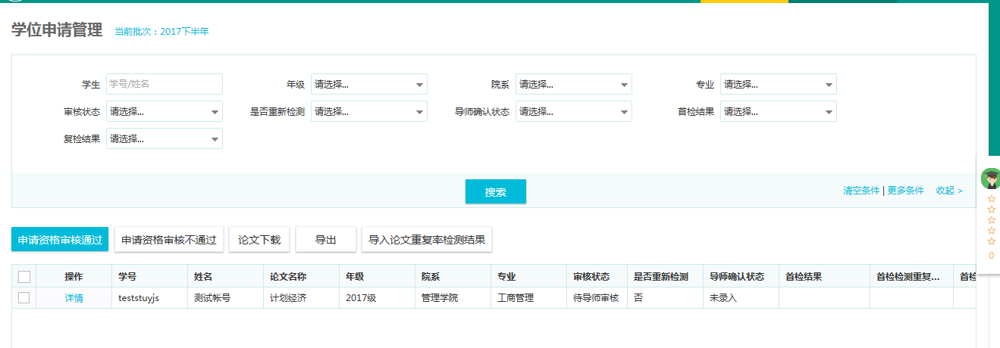 学位申请管理 当前批次：2017下半年
学生 学号/姓名 年级 请选择... 院系 请选择... 专业 请选择...
审核状态 请选择... 是否重新检测 请选择... 导师确认状态 请选择... 首检结果 请选择...
复检结果 请选择...
搜索 清空条件 | 更多条件 收起 >
申请资格审核通过 申请资格审核不通过 论文下载 导出 导入论文重复率检测结果
0
操作 学号 姓名 论文名称 年级 院系 专业 审核状态 是否重新检测 导师确认状态 首检结果 首检检测重复... 首检
详情 teststuyjs 测试帐号 计划经济 2017级 管理学院 工商管理 待导师审核 否 未录入